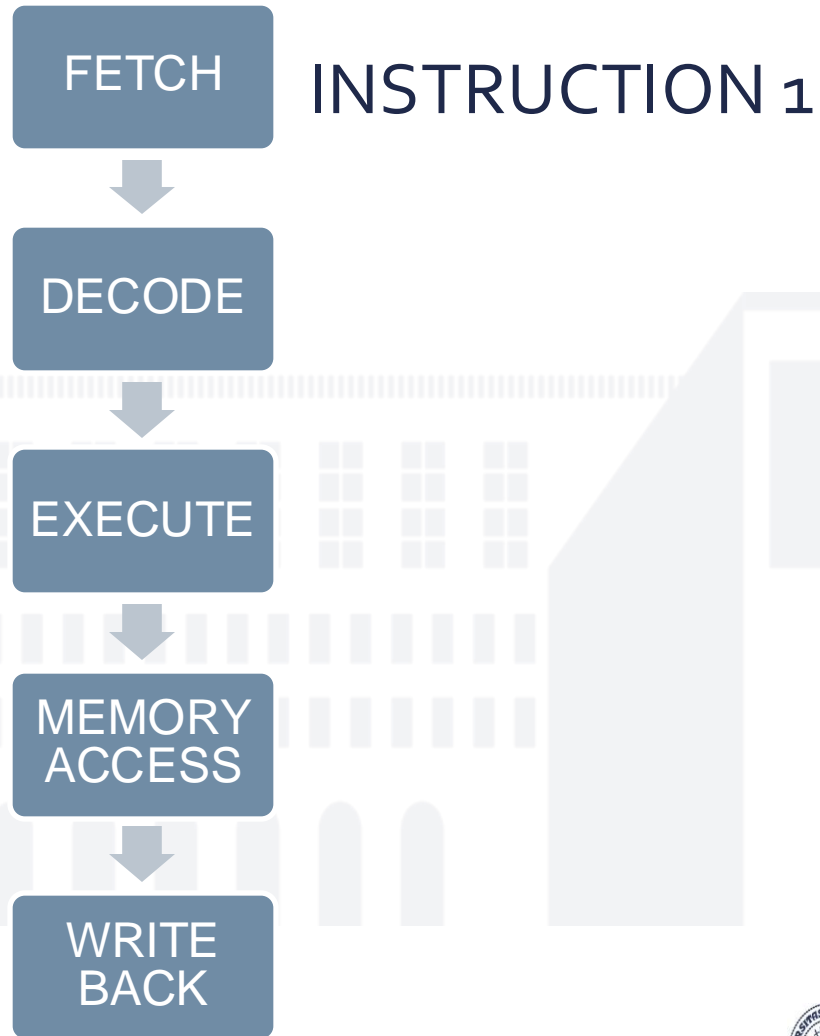 FETCH
INSTRUCTION 1
DECODE
EXECUTE
MEMORY
ACCESS
WRITE
BACK